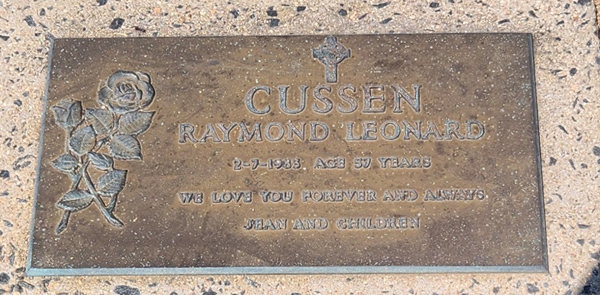 CUSSEN
RAYMOND LEONARD
2-7-1983 AGE 57 YEARS
WE LOVE YOU FOREVER AND ALWAYS
JEAN AND CHILDREN